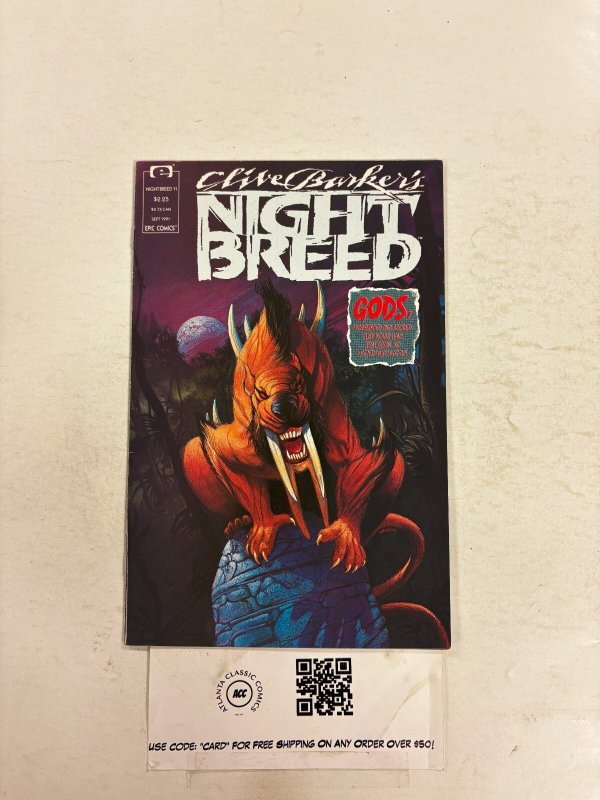 e
NIGHTBREED 11
$2.25
$2.75 CAN
SEPT 1991
EPIC COMICS™
Clive Barker's
NIGHT
BREED
GODS,
ATLANTA CLASSIC COMICS
ACC
USE CODE: "CARD" FOR FREE SHIPPING ON ANY ORDER OVER $50!